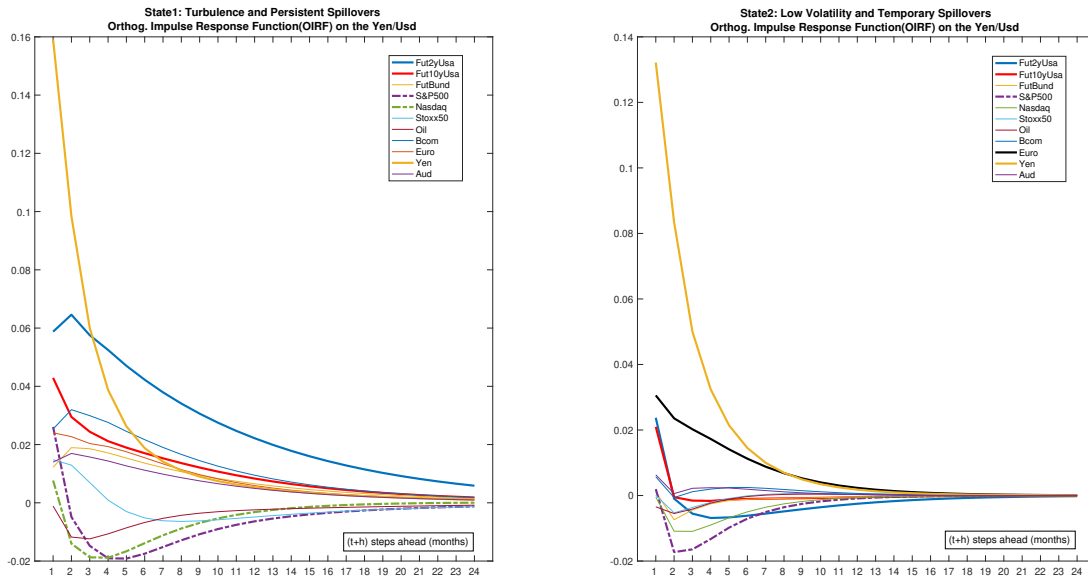 State1: Turbulence and Persistent Spillovers
Orthog. Impulse Response Function(OIRF) on the Yen/Usd
0.16
0.14
0.12
0.1
0.08
0.06
0.04
0.02
0
-0.02
Fut2yUsa
Fut10yUsa
FutBund
S&P500
Nasdaq
Stoxx50
Oil
Bcom
Euro
Yen
Aud
(t+h) steps ahead (months)
1 2 3 4 5 6 7 8 9 10 11 12 13 14 15 16 17 18 19 20 21 22 23 24
State2: Low Volatility and Temporary Spillovers
Orthog. Impulse Response Function(OIRF) on the Yen/Usd
0.14
0.12
0.1
0.08
0.06
0.04
0.02
0
-0.02
Fut2yUsa
Fut10yUsa
FutBund
S&P500
Nasdaq
Stoxx50
Oil
Bcom
Euro
Yen
Aud
(t+h) steps ahead (months)
1 2 3 4 5 6 7 8 9 10 11 12 13 14 15 16 17 18 19 20 21 22 23 24